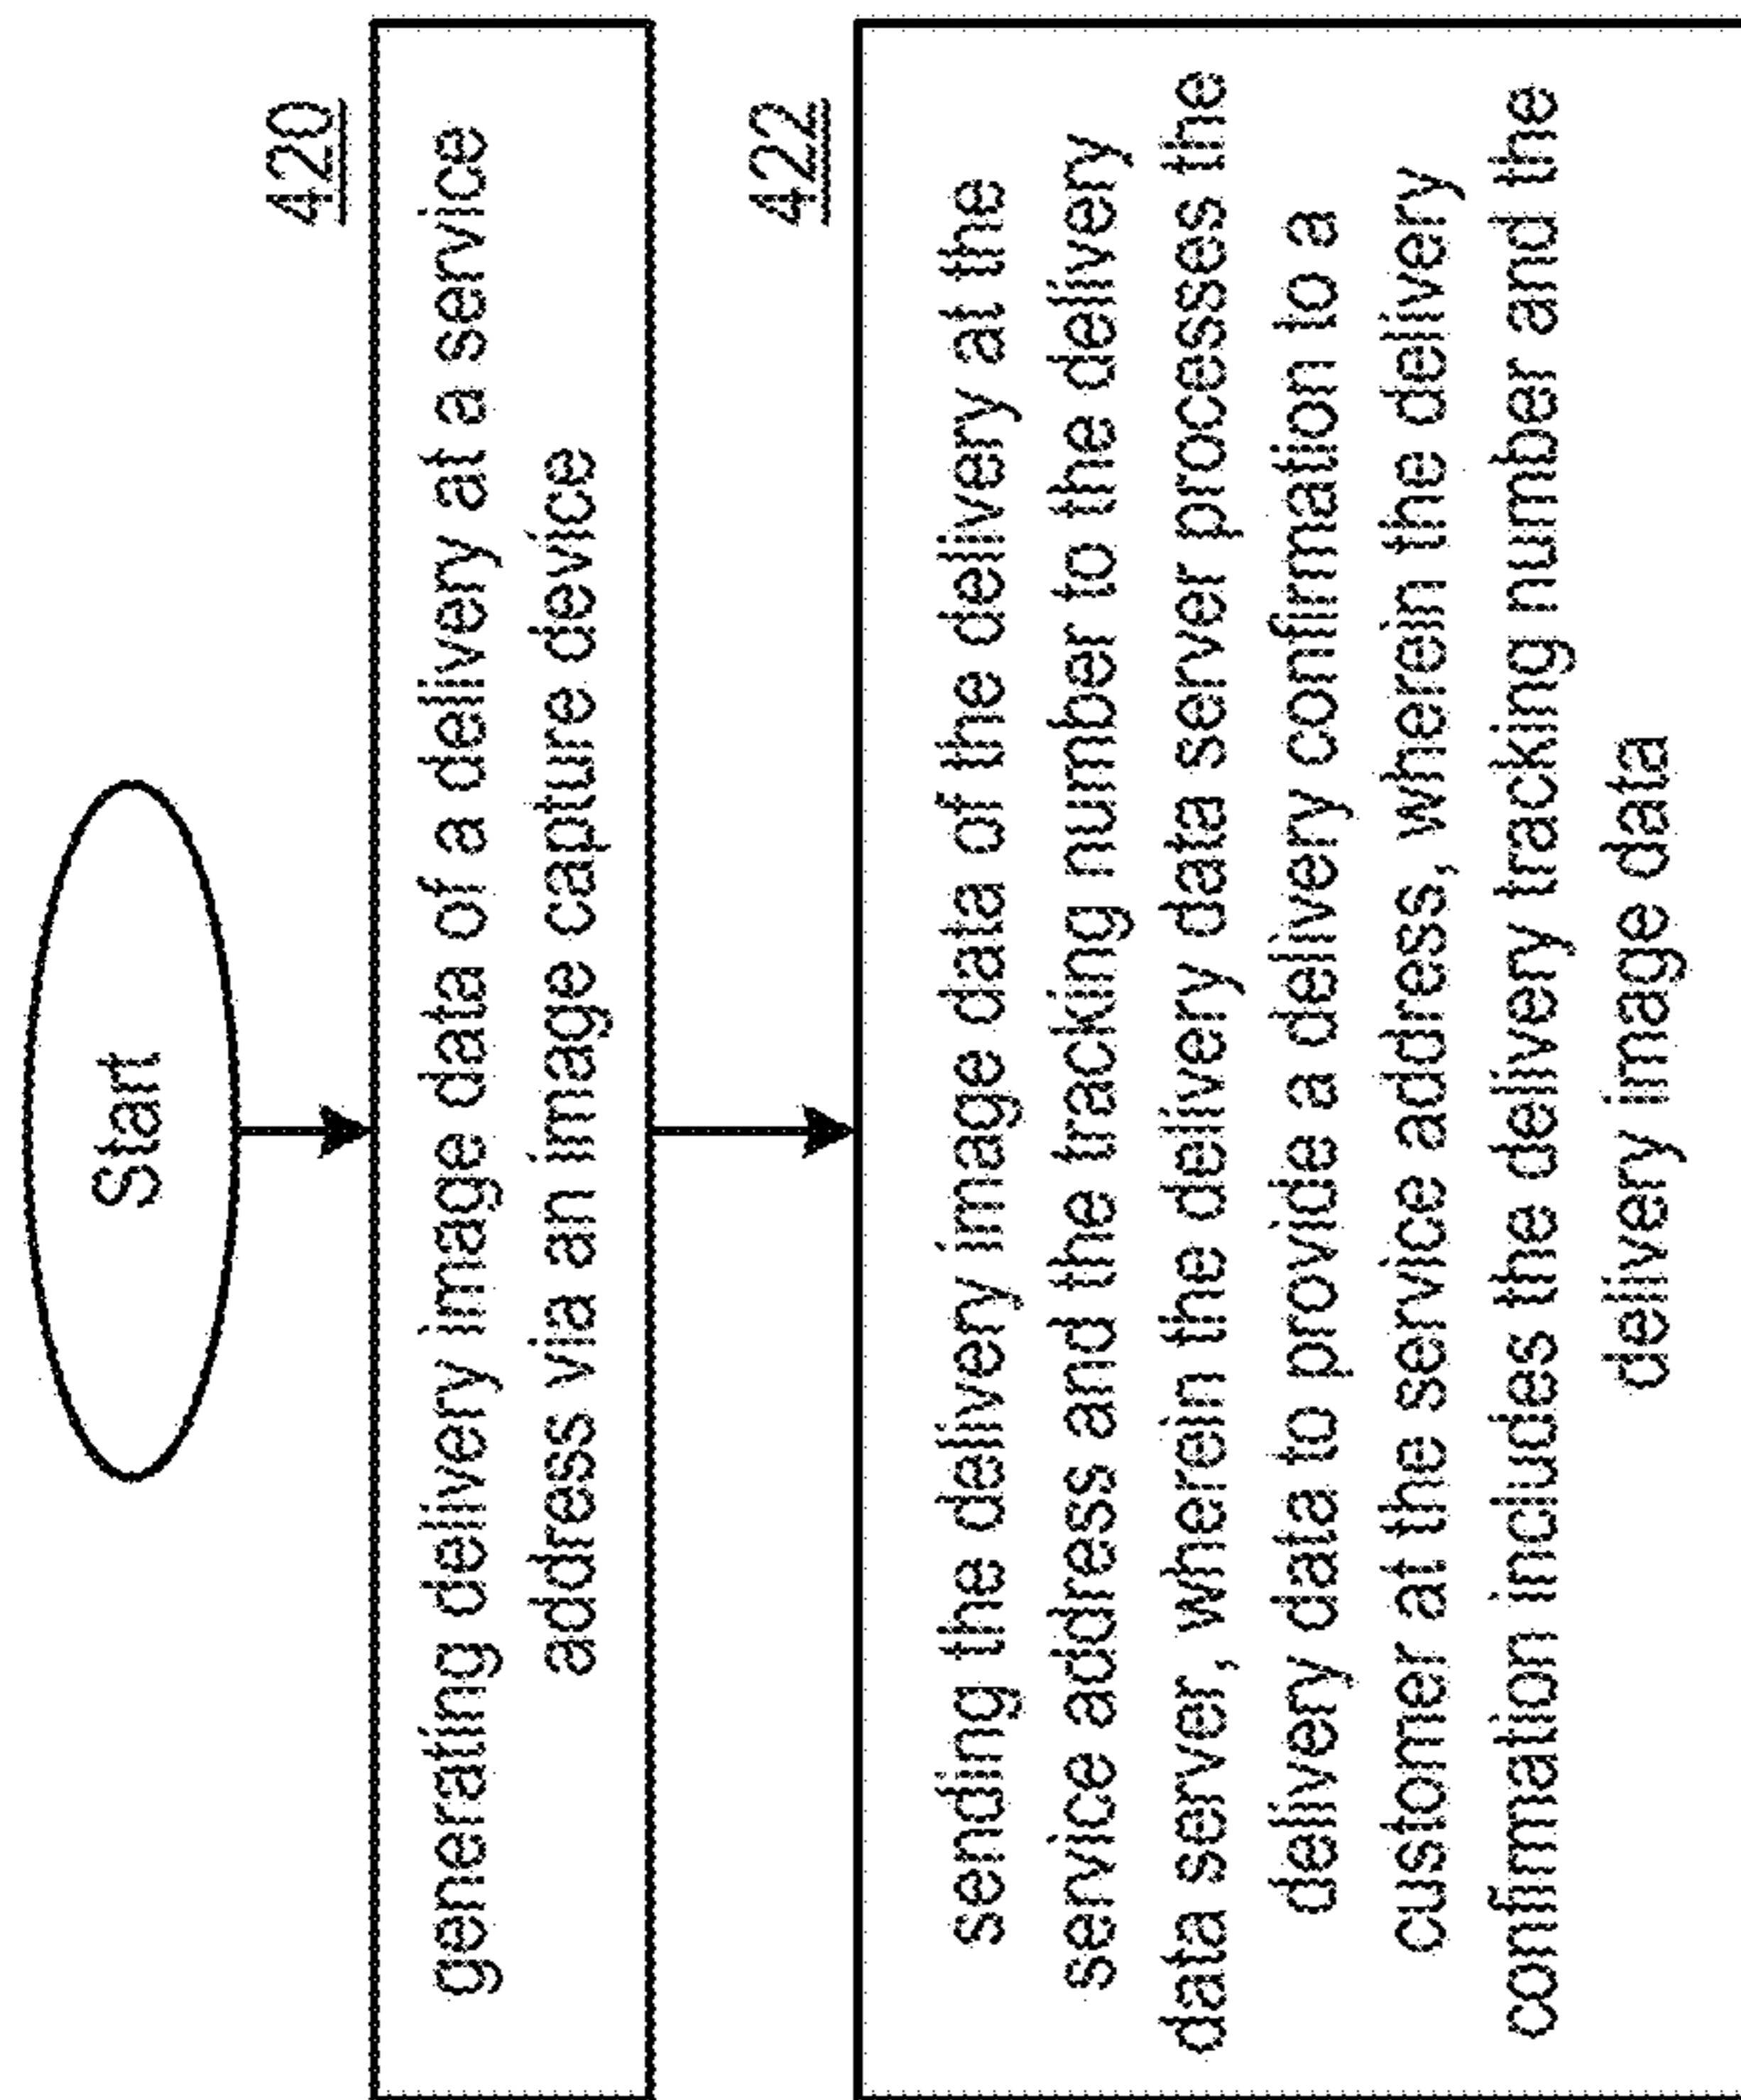 Start
420
generating delivery image data of a delivery at a service
address via an image capture device
422
sending the delivery image data of the delivery at the
service address and the tracking number to the delivery
data server, wherein the delivery data server processes the
delivery data to provide a delivery confirmation to a
customer at the service address, wherein the delivery
confirmation includes the delivery tracking number and the
delivery image data